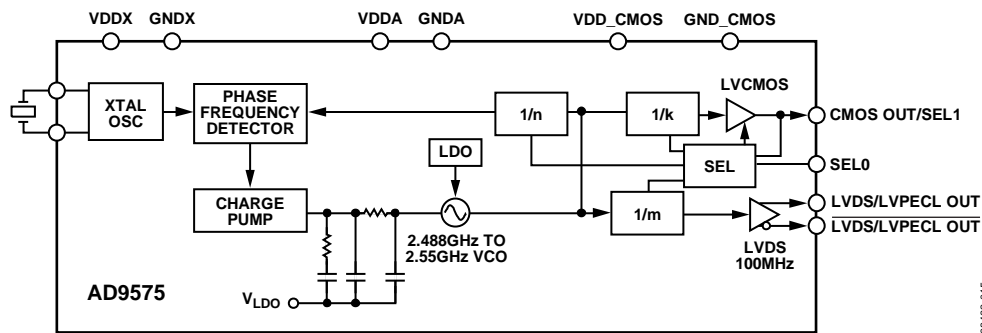 VDDX GNDX VDDA GNDA VDD_CMOS GND_CMOS
XTAL
OSC
PHASE
FREQUENCY
DETECTOR
1/n
1/k
LVCMOS
CMOS OUT/SEL1
LDO
SEL
SEL0
CHARGE
PUMP
1/m
LVDS/LVPECL OUT
LVDS/LVPECL OUT
2.488GHz TO
2.55GHz VCO
LVDS
100MHz
AD9575
VLDO